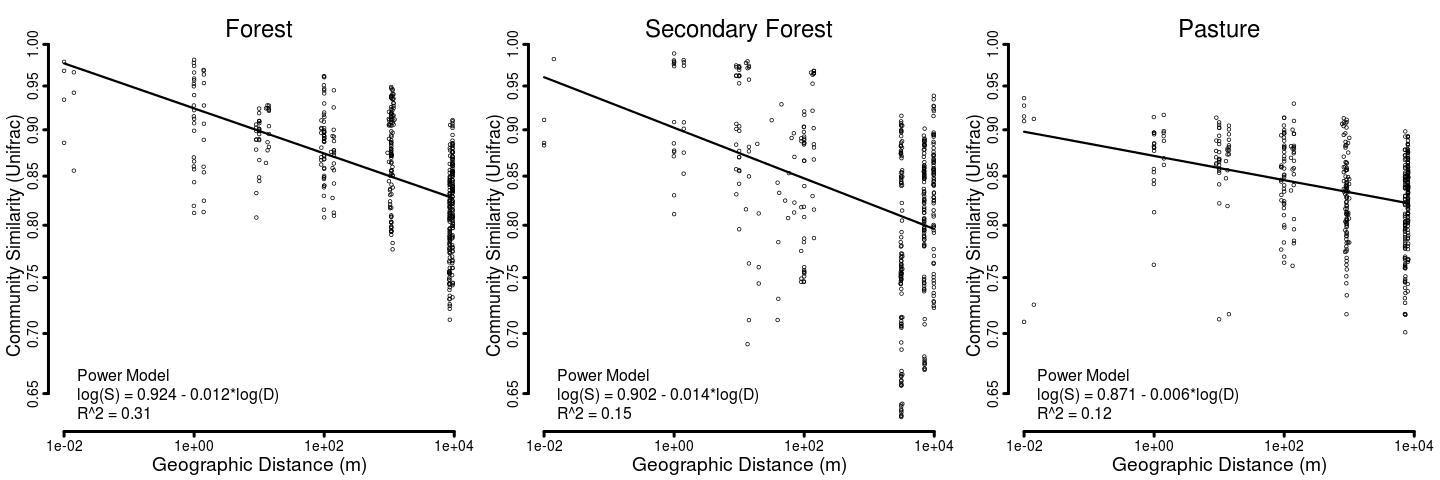 Forest
Community Similarity (Unifrac)
1.00
0.95
0.90
0.85
0.80
0.75
0.70
0.65
Power Model
log(S) = 0.924 - 0.012*log(D)
R^2 = 0.31
1e-02 1e+00 1e+02 1e+04
Geographic Distance (m)
Secondary Forest
Community Similarity (Unifrac)
1.00
0.95
0.90
0.85
0.80
0.75
0.70
0.65
Power Model
log(S) = 0.902 - 0.014*log(D)
R^2 = 0.15
1e-02 1e+00 1e+02 1e+04
Geographic Distance (m)
Pasture
Community Similarity (Unifrac)
1.00
0.95
0.90
0.85
0.80
0.75
0.70
0.65
Power Model
log(S) = 0.871 - 0.006*log(D)
R^2 = 0.12
1e-02 1e+00 1e+02 1e+04
Geographic Distance (m)